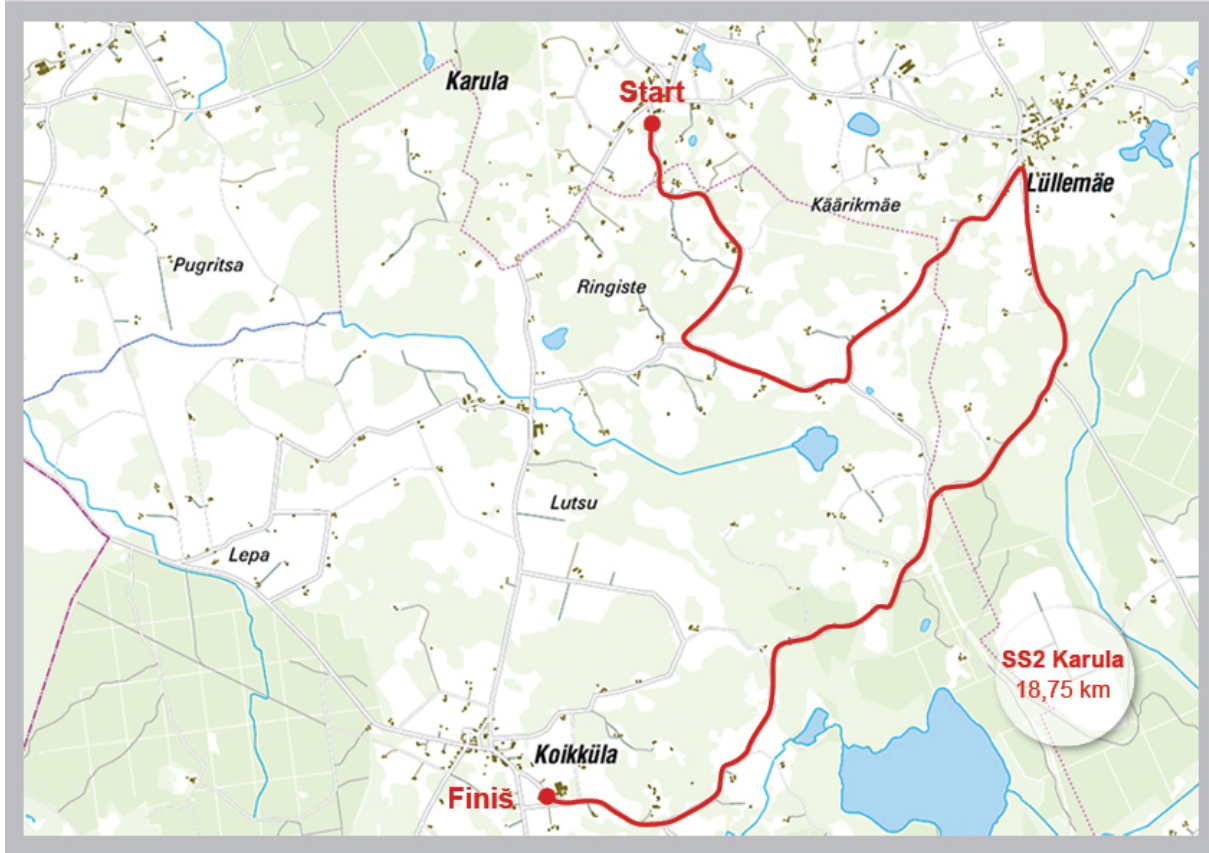 Karula
Start
Lüllemäe
Käärikmäe
Pugritsa
Ringiste
Lutsu
Lepa
SS2 Karula
18,75 km
Koikküla
Finiš